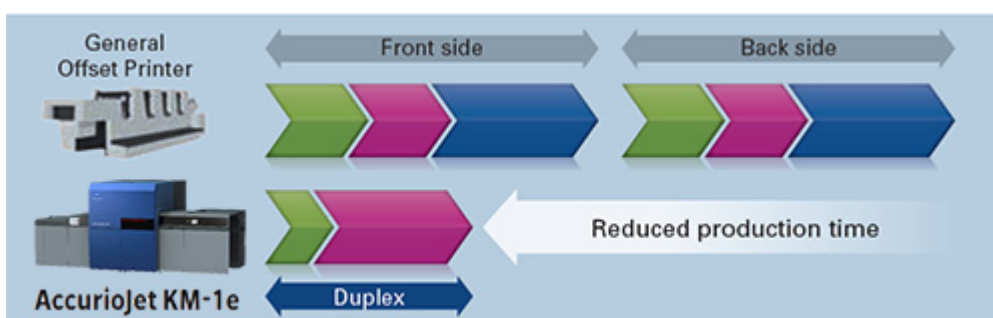 General
Offset Printer
Front side
Back side
Reduced production time
AccurioJet KM-1e
Duplex